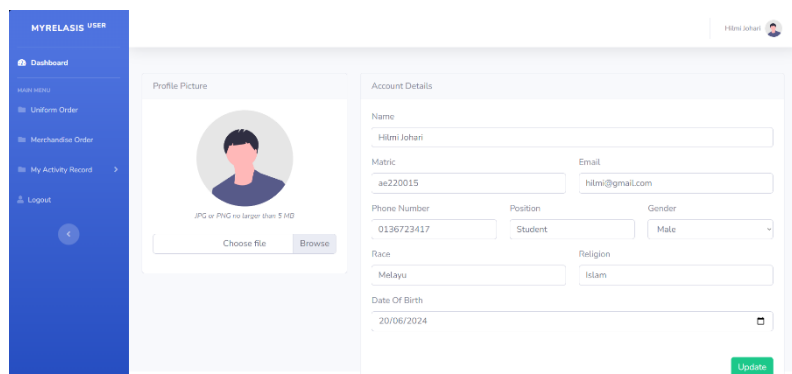 MYRELASIS USER
Hilmi Johari
Dashboard
MAIN MENU
Uniform Order
Merchandise Order
My Activity Record
Logout
Profile Picture
JPG or PNG no larger than 5 MB
Choose file Browse
Account Details
Name
Hilmi Johari
Matric Email
ae220015 hilmi@gmail.com
Phone Number Position Gender
0136723417 Student Male
Race Religion
Melayu Islam
Date Of Birth
20/06/2024
Update